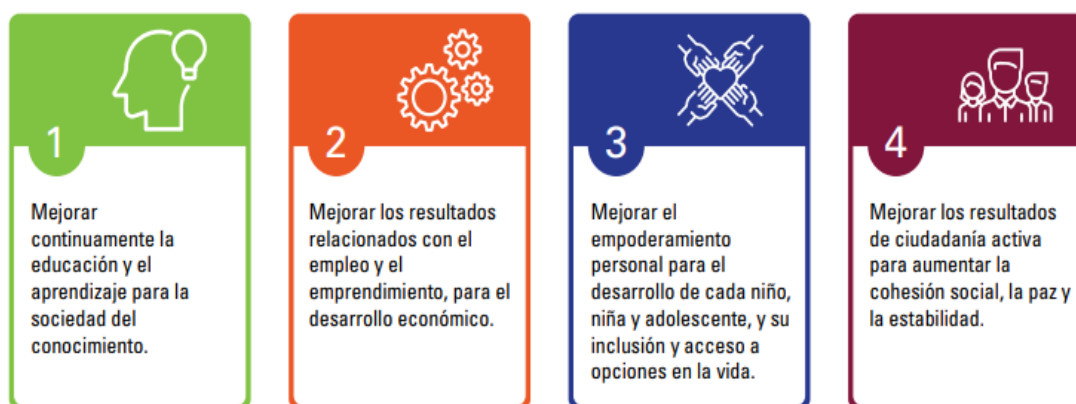 1
Mejorar
continuamente la
educación y el
aprendizaje para la
sociedad del
conocimiento.
2
Mejorar los resultados
relacionados con el
empleo y el
emprendimiento, para el
desarrollo económico.
3
Mejorar el
empoderamiento
personal para el
desarrollo de cada niño,
niña y adolescente, y su
inclusión y acceso a
opciones en la vida.
4
Mejorar los resultados
de ciudadanía activa
para aumentar la
cohesión social, la paz y
la estabilidad.